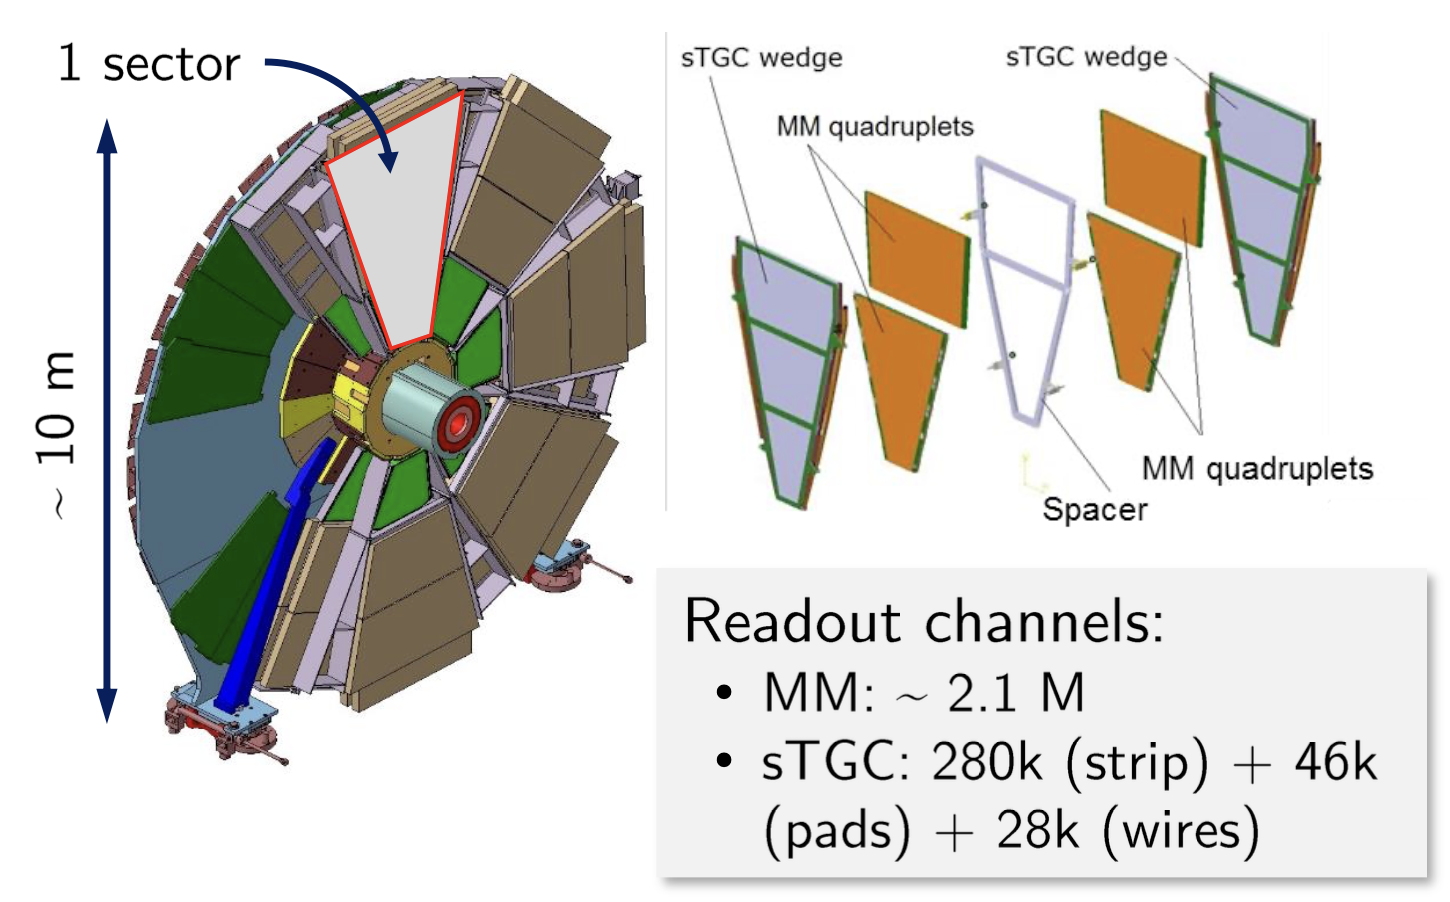 1 sector
~ 10 m
sTGC wedge
sTGC wedge
MM quadruplets
MM quadruplets
Spacer
Readout channels:
• MM: ~ 2.1 M
• sTGC: 280k (strip) + 46k
(pads) + 28k (wires)